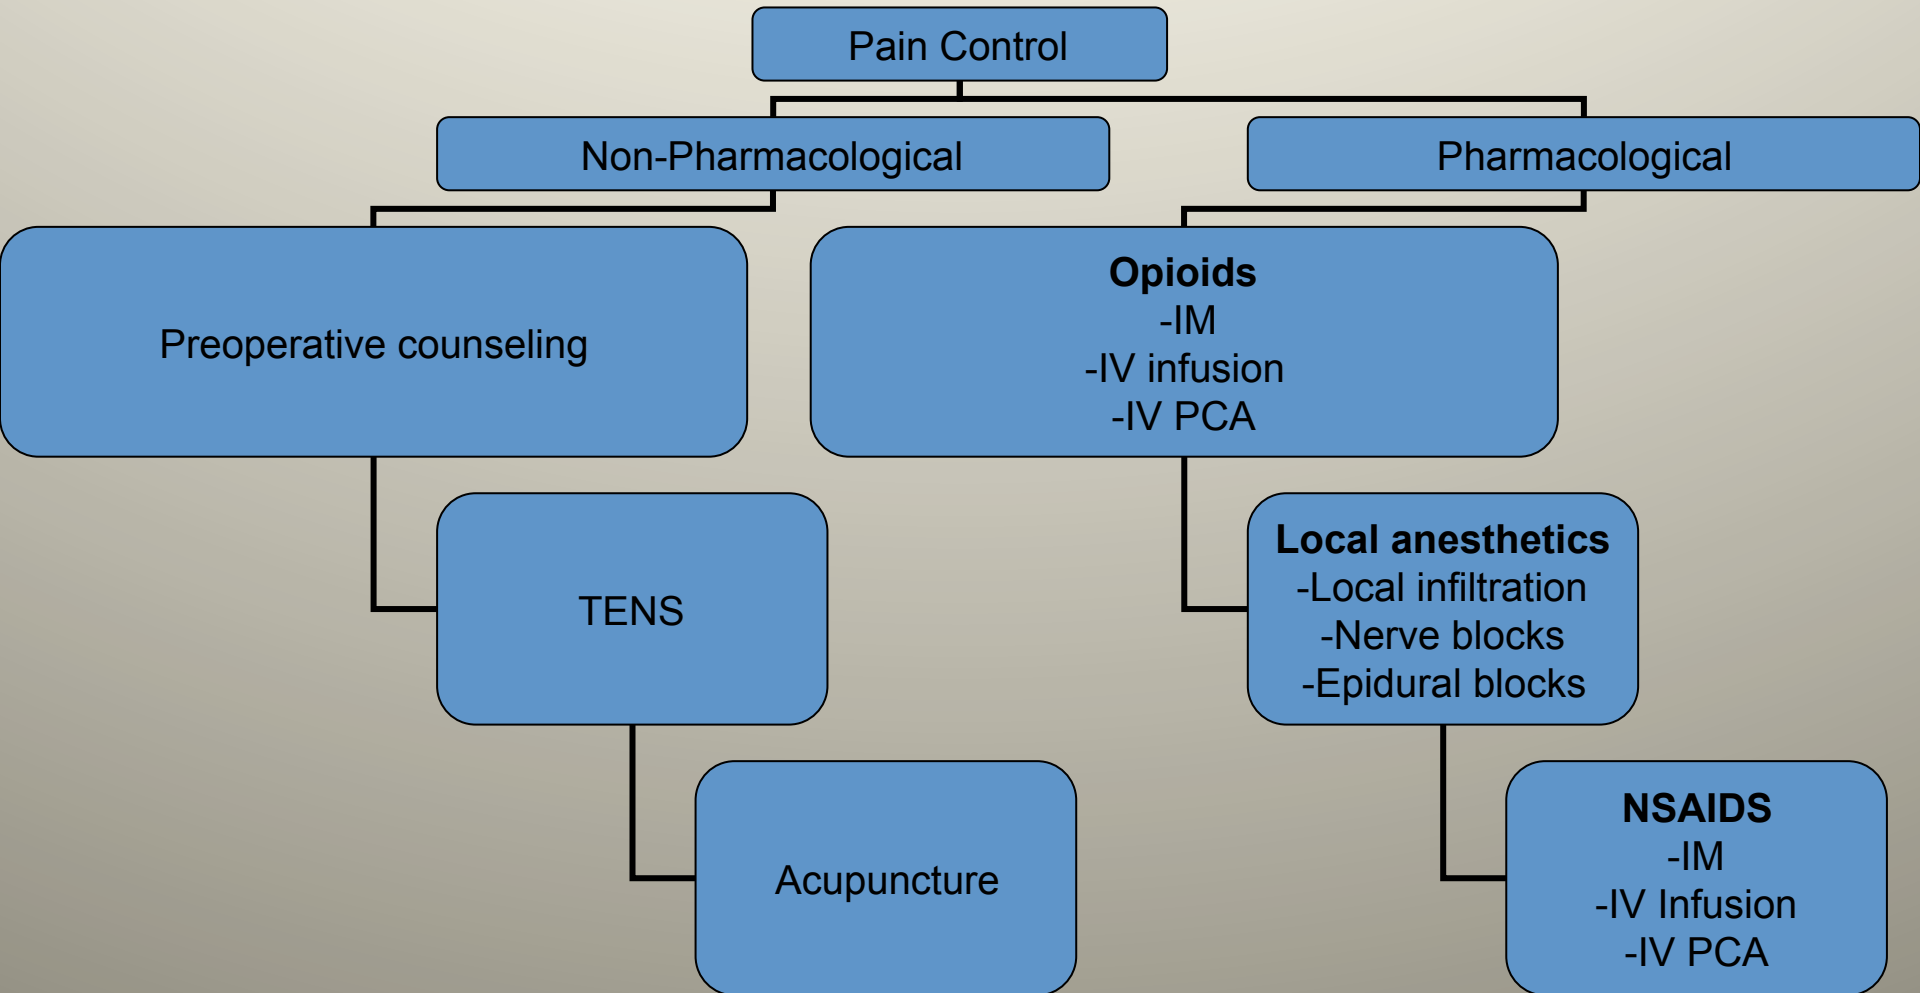 Pain Control
Non-Pharmacological
Pharmacological
Preoperative counseling
Opioids
-IM
-IV infusion
-IV PCA
TENS
Local anesthetics
-Local infiltration
-Nerve blocks
-Epidural blocks
Acupuncture
NSAIDS
-IM
-IV Infusion
-IV PCA